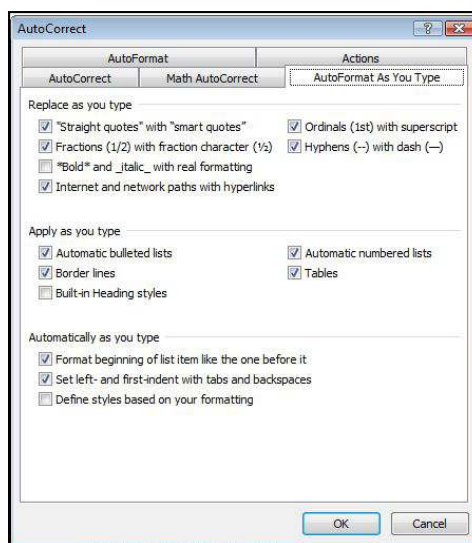 AutoCorrect
AutoFormat Actions
AutoCorrect Math AutoCorrect AutoFormat As You Type
Replace as you type
"Straight quotes" with “smart quotes” Ordinals (1st) with superscript
Fractions (1/2) with fraction character (½) Hyphens (--) with dash (—)
*Bold* and _italic_ with real formatting
Internet and network paths with hyperlinks
Apply as you type
Automatic bulleted lists Automatic numbered lists
Border lines Tables
Built-in Heading styles
Automatically as you type
Format beginning of list item like the one before it
Set left- and first-indent with tabs and backspaces
Define styles based on your formatting
OK Cancel